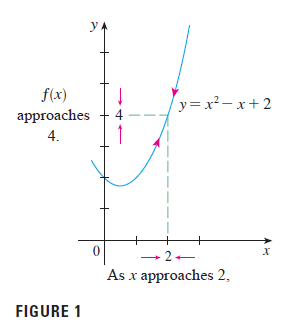 y
f(x)
approaches
4.
4
y = x² – x + 2
0
2
x
As x approaches 2,
FIGURE 1